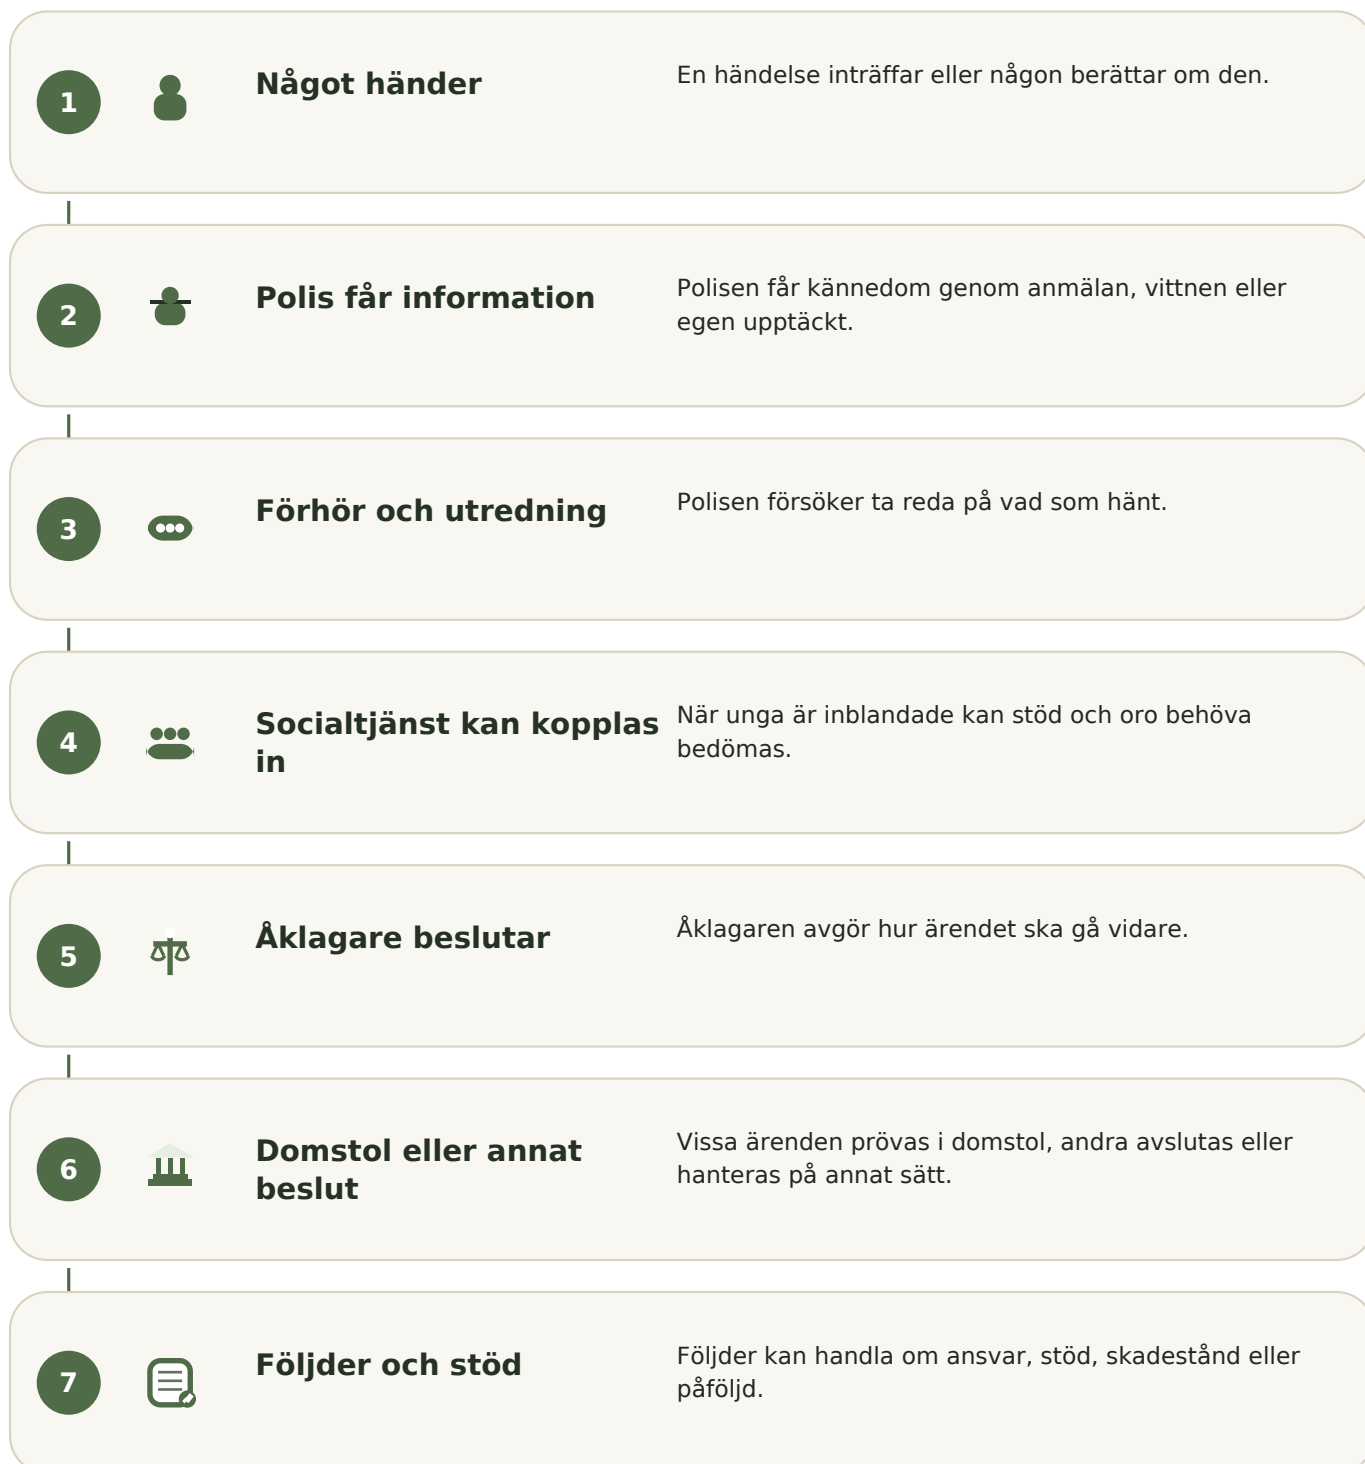 1
Något händer
En händelse inträffar eller någon berättar om den.
2
Polis får information
Polisen får kännedom genom anmälan, vittnen eller
egen upptäckt.
3
Förhör och utredning
Polisen försöker ta reda på vad som hänt.
4
Socialtjänst kan kopplas
in
När unga är inblandade kan stöd och oro behöva
bedömas.
5
Åklagare beslutar
Åklagaren avgör hur ärendet ska gå vidare.
6
Domstol eller annat
beslut
Vissa ärenden prövas i domstol, andra avslutas eller
hanteras på annat sätt.
7
Följder och stöd
Följder kan handla om ansvar, stöd, skadestånd eller
påföljd.